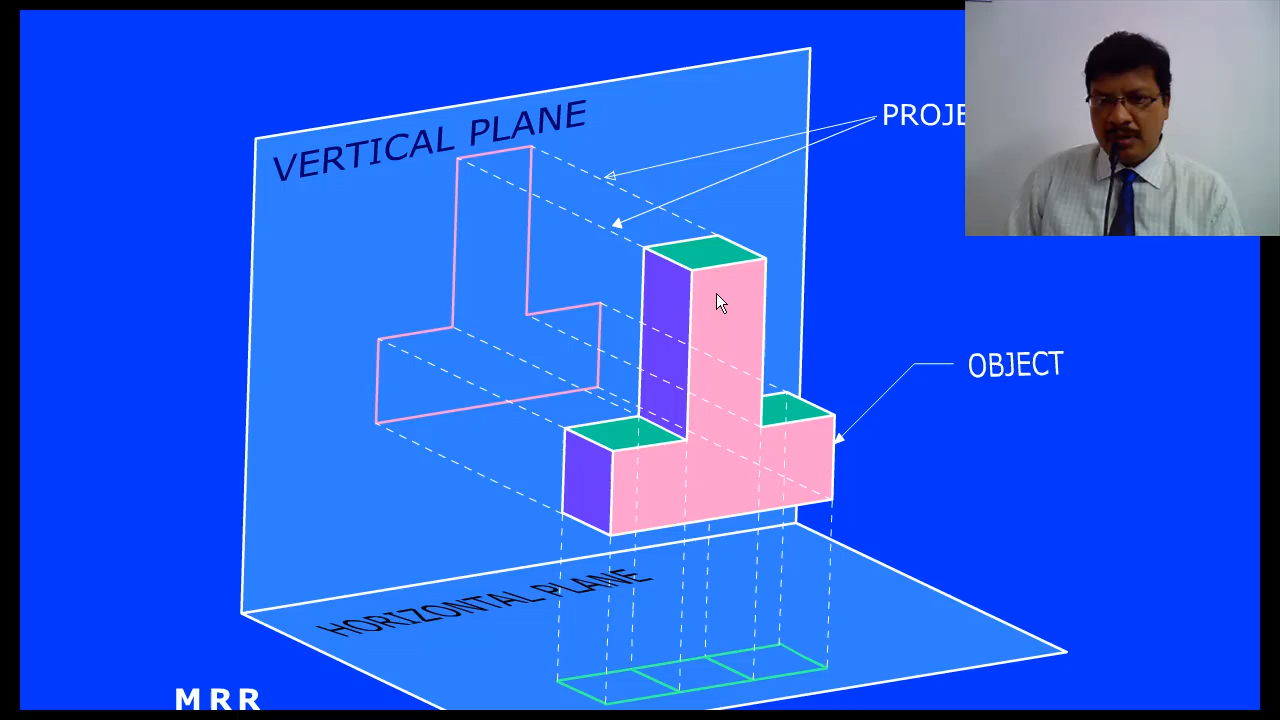 VERTICAL PLANE
PROJE
OBJECT
HORIZONTAL PLANE
MRR